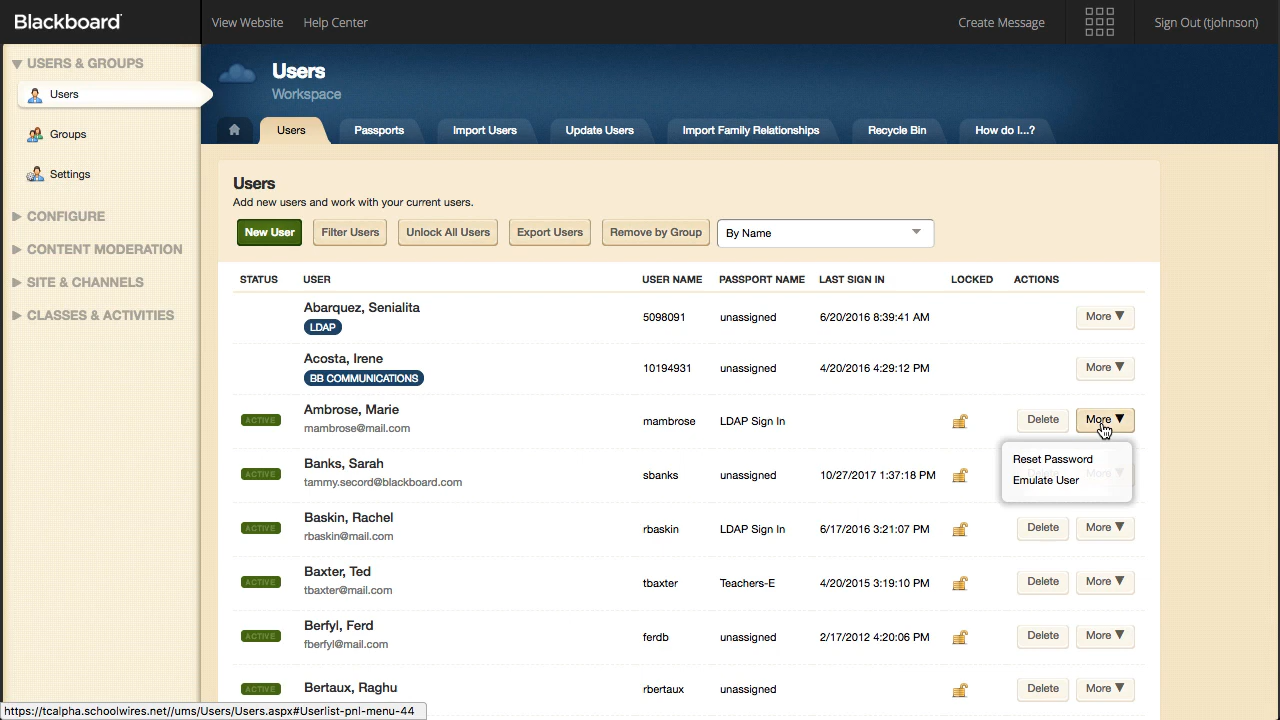 Blackboard
View Website Help Center Create Message Sign Out (tjohnson)
USERS & GROUPS
Users
Groups
Settings
CONFIGURE
CONTENT MODERATION
SITE & CHANNELS
CLASSES & ACTIVITIES
Users
Workspace
Users Passports Import Users Update Users Import Family Relationships Recycle Bin How do I...?
Users
Add new users and work with your current users.
New User Filter Users Unlock All Users Export Users Remove by Group By Name
STATUS USER USER NAME PASSPORT NAME LAST SIGN IN LOCKED ACTIONS
Abarquez, Senialita
LDAP
5098091 unassigned 6/20/2016 8:39:41 AM More ▼
Acosta, Irene
BB COMMUNICATIONS
10194931 unassigned 4/20/2016 4:29:12 PM More ▼
ACTIVE Ambrose, Marie
mambrose@mail.com
mambrose LDAP Sign In Delete More ▼
Reset Password
Emulate User
ACTIVE Banks, Sarah
tammy.secord@blackboard.com
sbanks unassigned 10/27/2017 1:37:18 PM Delete More ▼
ACTIVE Baskin, Rachel
rbaskin@mail.com
rbaskin LDAP Sign In 6/17/2016 3:21:07 PM Delete More ▼
ACTIVE Baxter, Ted
tbaxter@mail.com
tbaxter Teachers-E 4/20/2015 3:19:10 PM Delete More ▼
ACTIVE Berfyl, Ferd
fberfyl@mail.com
ferdb unassigned 2/17/2012 4:20:06 PM Delete More ▼
ACTIVE Bertaux, Raghu
rbertaux unassigned Delete More ▼
https://tcalpha.schoolwires.net//ums/Users/Users.aspx#Userlist-pnl-menu-44